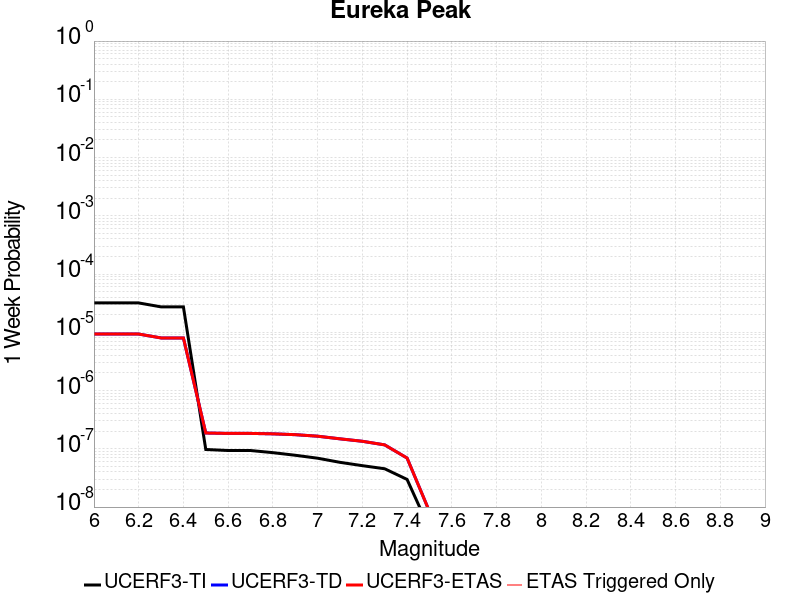 Eureka Peak
10^0
10^-1
10^-2
10^-3
10^-4
10^-5
10^-6
10^-7
10^-8
1 Week Probability
6 6.2 6.4 6.6 6.8 7 7.2 7.4 7.6 7.8 8 8.2 8.4 8.6 8.8 9
Magnitude
UCERF3-TI UCERF3-TD UCERF3-ETAS ETAS Triggered Only